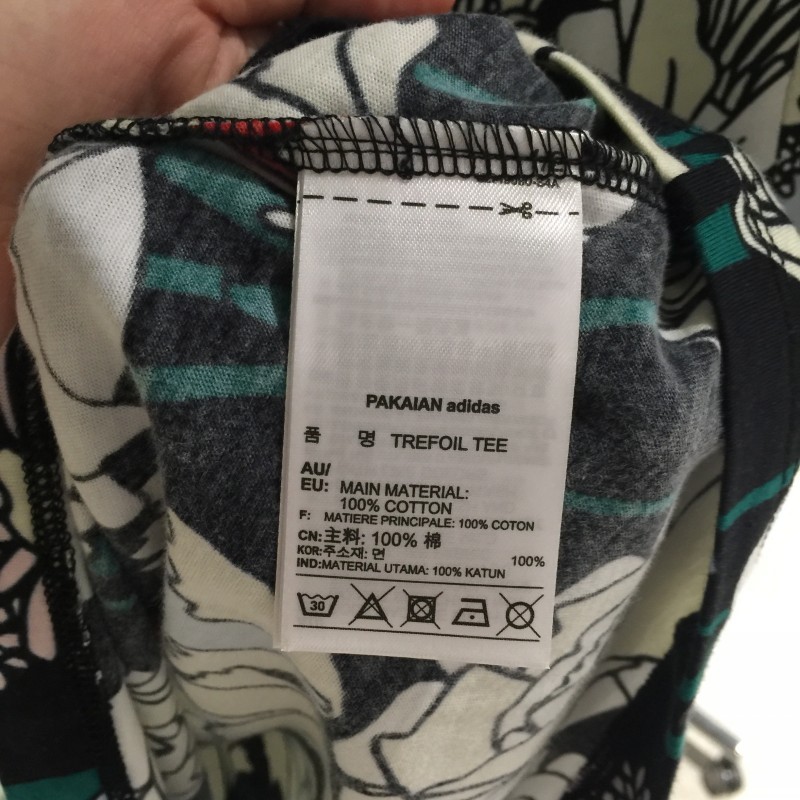 PAKAIAN adidas
품 명 TREFOIL TEE
AU/
EU: MAIN MATERIAL:
100% COTTON
F: MATIERE PRINCIPALE: 100% COTON
CN:主料: 100% 棉
KOR:주소재: 면 100%
IND:MATERIAL UTAMA: 100% KATUN
30